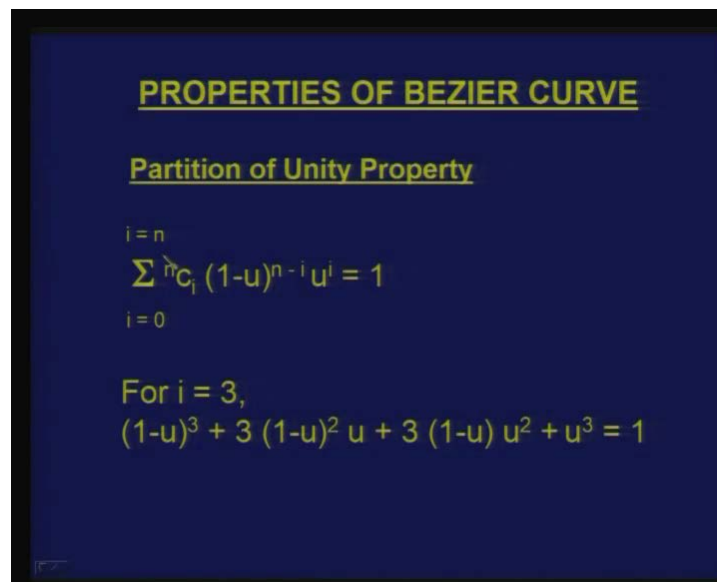 PROPERTIES OF BEZIER CURVE
Partition of Unity Property
i = n
Σ ⁿcᵢ (1-u)ⁿ⁻ⁱ uⁱ = 1
i = 0
For i = 3,
(1-u)³ + 3 (1-u)² u + 3 (1-u) u² + u³ = 1